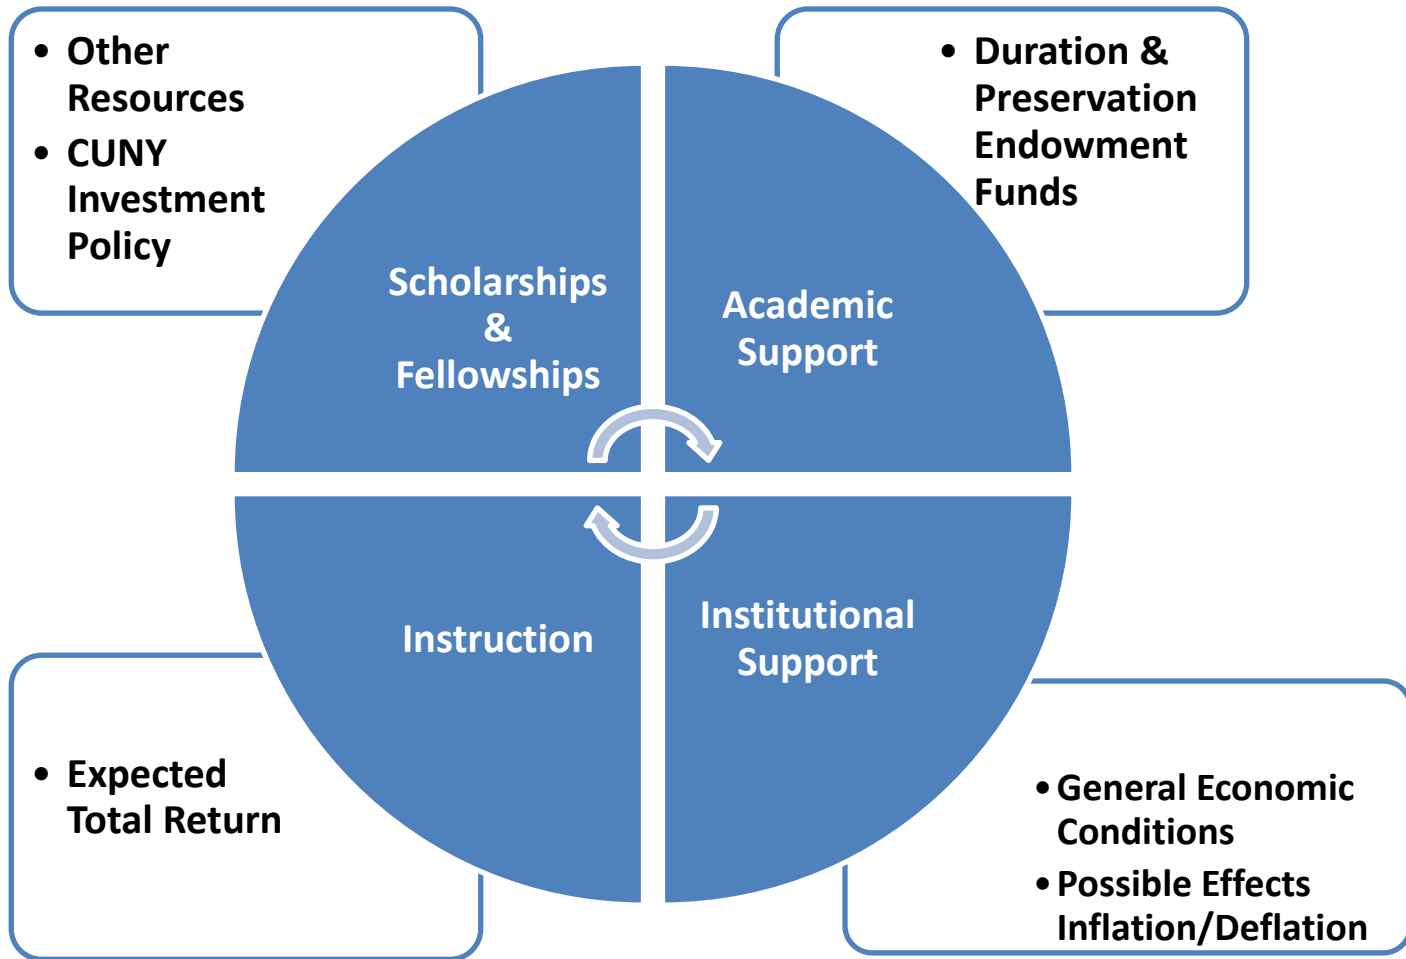 • Other
Resources
• CUNY
Investment
Policy
• Duration &
Preservation
Endowment
Funds
Scholarships
&
Fellowships
Academic
Support
Instruction
Institutional
Support
• Expected
Total Return
• General Economic
Conditions
• Possible Effects
Inflation/Deflation